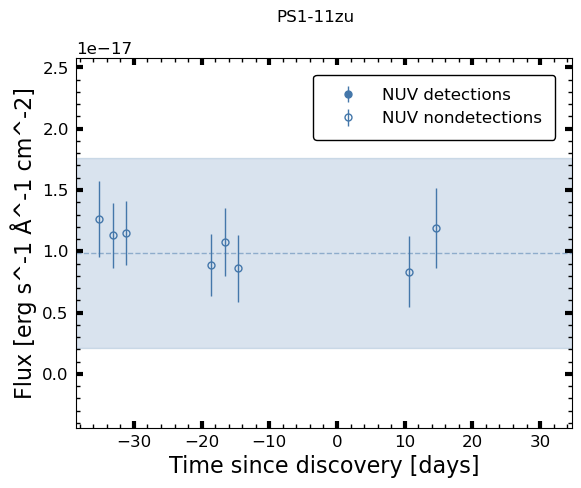 PS1-11zu
1e−17
2.5
2.0
1.5
1.0
0.5
0.0
Flux [erg s^-1 Å^-1 cm^-2]
NUV detections
NUV nondetections
−30 −20 −10 0 10 20 30
Time since discovery [days]